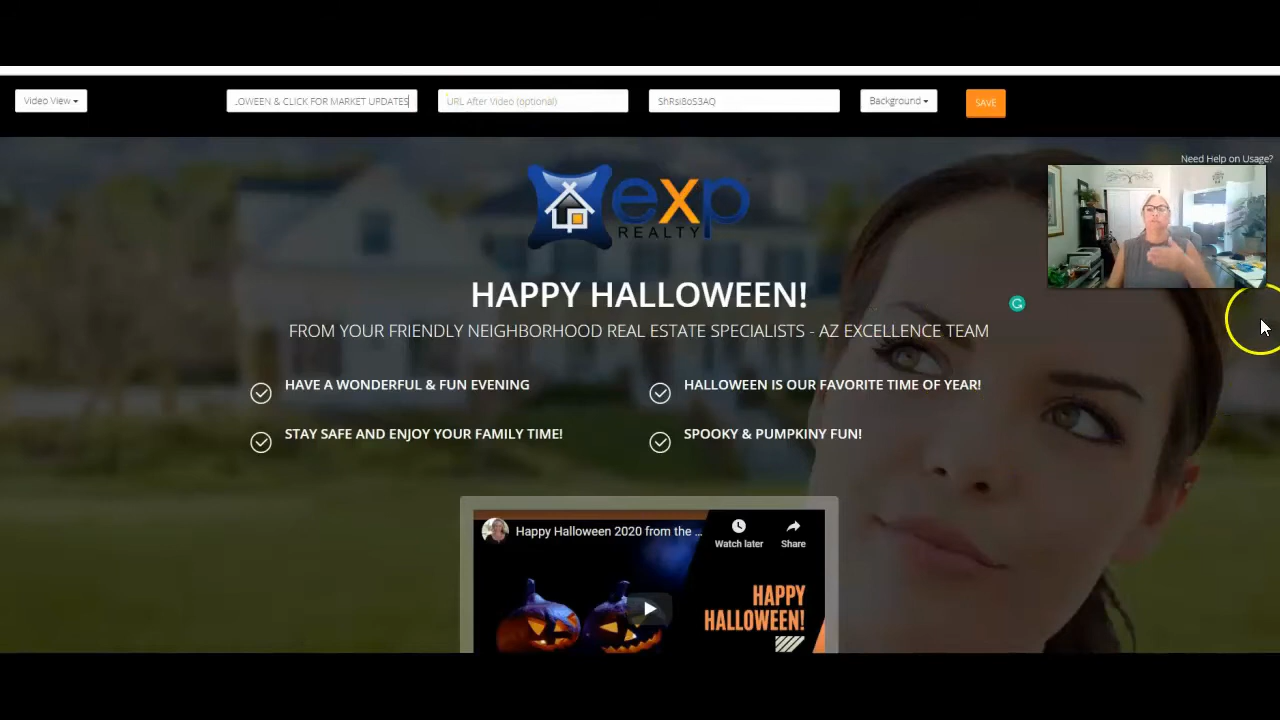 Video View
.OWEEN & CLICK FOR MARKET UPDATES
URL After Video (optional)
ShRsi8oS3AQ
Background
SAVE
Need Help on Usage?
exp
REALTY
HAPPY HALLOWEEN!
FROM YOUR FRIENDLY NEIGHBORHOOD REAL ESTATE SPECIALISTS - AZ EXCELLENCE TEAM
HAVE A WONDERFUL & FUN EVENING
HALLOWEEN IS OUR FAVORITE TIME OF YEAR!
STAY SAFE AND ENJOY YOUR FAMILY TIME!
SPOOKY & PUMPKINY FUN!
Happy Halloween 2020 from the ...
Watch later
Share
HAPPY
HALLOWEEN!